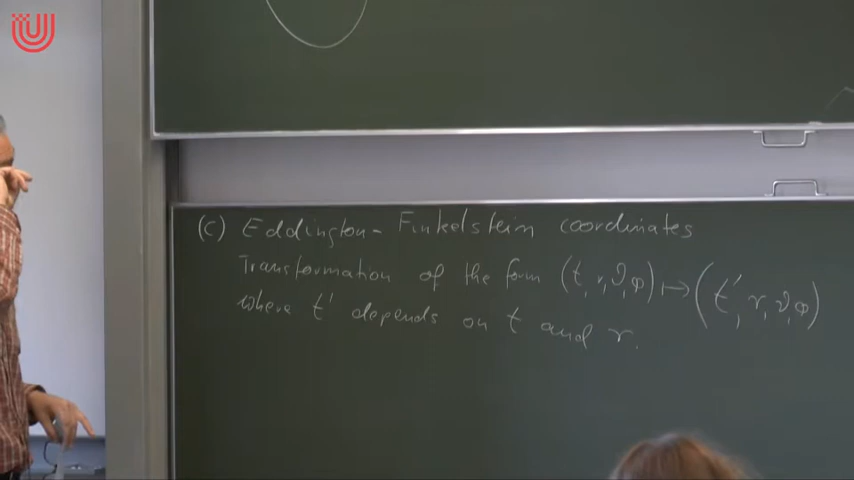 (c) Eddington-Finkelstein coordinates
Transformation of the form (t, r, ϑ, φ) ↦ (t', r, ϑ, φ)
where t' depends on t and r.